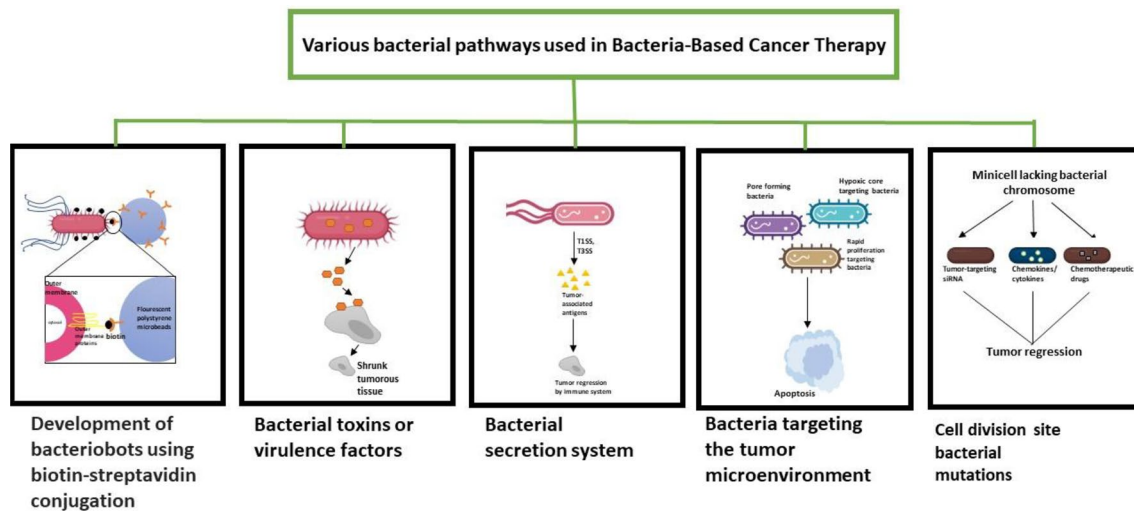 Various bacterial pathways used in Bacteria-Based Cancer Therapy
Outer
membrane
cytosol
Outer
membrane
proteins
biotin
Flourescent
polystyrene
microbeads
Development of
bacteriobots using
biotin-streptavidin
conjugation
Shrunk
tumorous
tissue
Bacterial toxins or
virulence factors
T1SS,
T3SS
Tumor-
associated
antigens
Tumor regression
by immune system
Bacterial
secretion system
Pore forming
bacteria
Hypoxic core
targeting bacteria
Rapid
proliferation
targeting
bacteria
Apoptosis
Bacteria targeting
the tumor
microenvironment
Minicell lacking bacterial
chromosome
Tumor-targeting
siRNA
Chemokines/
cytokines
Chemotherapeutic
drugs
Tumor regression
Cell division site
bacterial
mutations